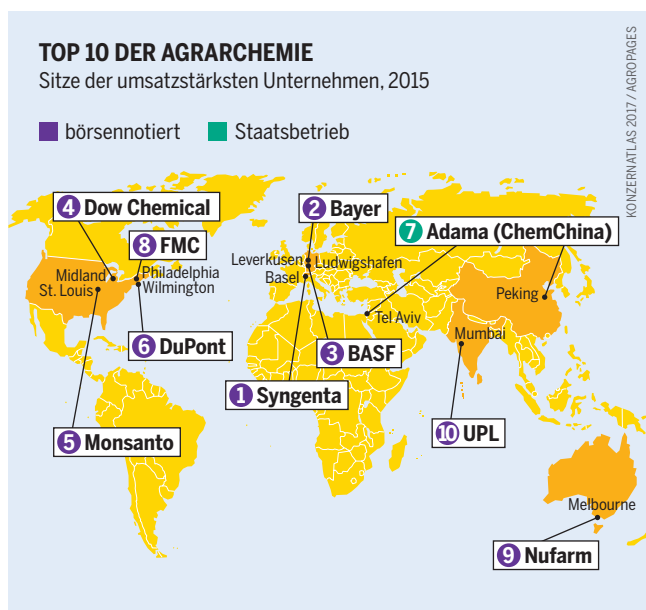 TOP 10 DER AGRARCHEMIE
Sitze der umsatzstärksten Unternehmen, 2015
börsennotiert
Staatsbetrieb
KONZERNATLAS 2017 / AGROPAGES
4 Dow Chemical
2 Bayer
8 FMC
7 Adama (ChemChina)
Leverkusen
Ludwigshafen
Midland
Philadelphia
Basel
St. Louis
Wilmington
Peking
Tel Aviv
Mumbai
6 DuPont
3 BASF
1 Syngenta
5 Monsanto
10 UPL
Melbourne
9 Nufarm